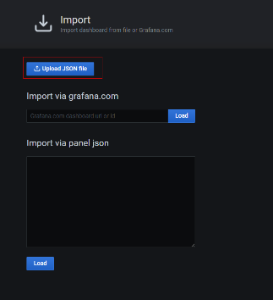 Import
Import dashboard from file or Grafana.com
Upload JSON file
Import via grafana.com
Grafana.com dashboard url or id
Load
Import via panel json
Load